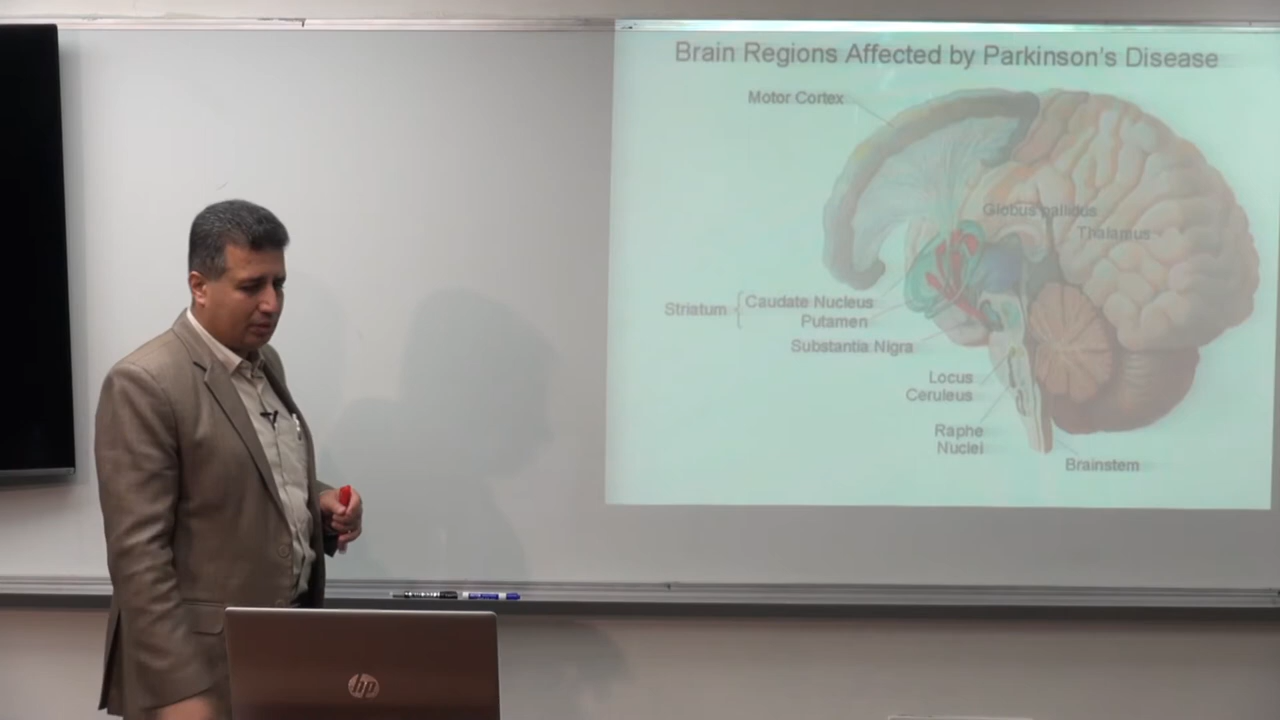 Brain Regions Affected by Parkinson's Disease
Motor Cortex
Globus pallidus
Thalamus
Striatum
Caudate Nucleus
Putamen
Substantia Nigra
Locus
Ceruleus
Raphe
Nuclei
Brainstem
hp